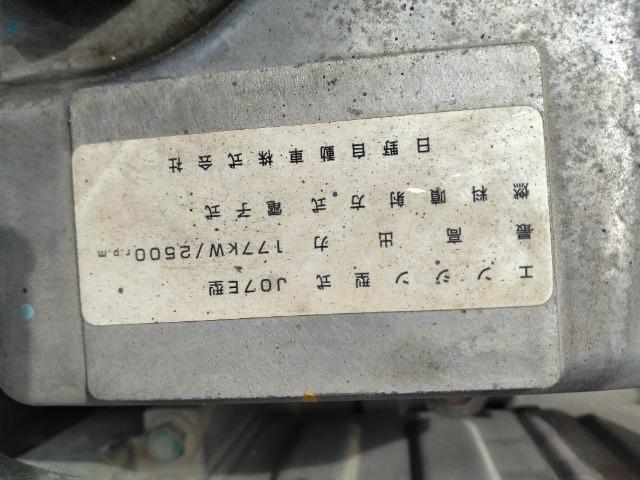 エンジン型式 J07E型
最高出力 177kW/2500r.p.m
燃料噴射方式 電子式
日野自動車株式会社